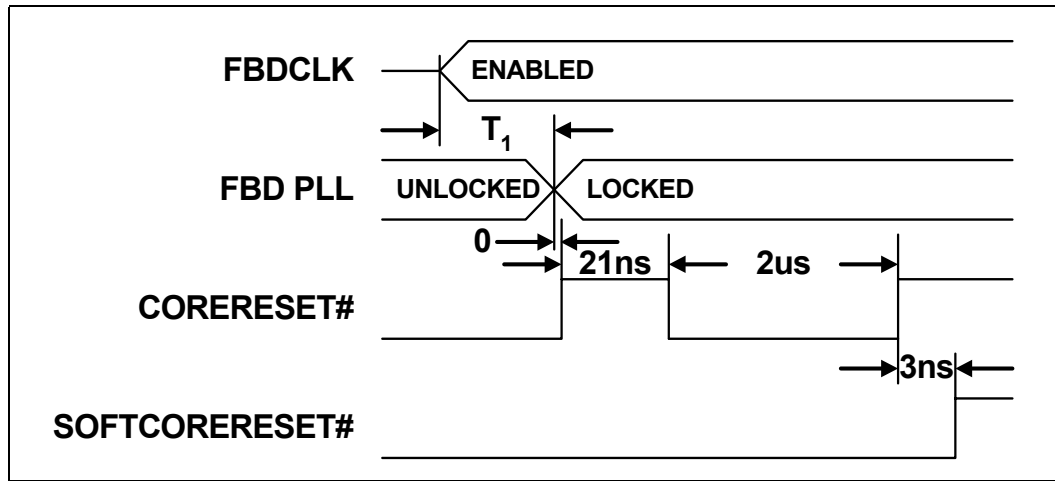 FBDCLK
ENABLED
T1
FBD PLL
UNLOCKED
LOCKED
0
21ns
2us
CORERESET#
3ns
SOFTCORERESET#